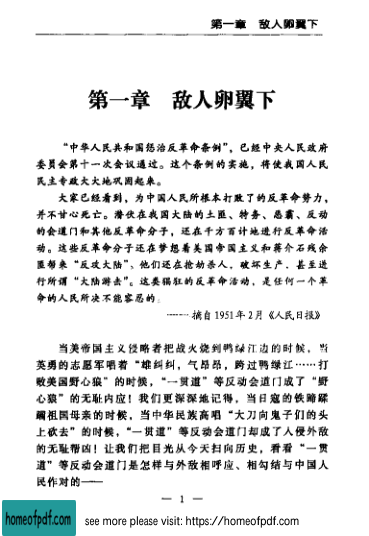 第一章　敌人卵翼下
第一章　敌人卵翼下
“中华人民共和国惩治反革命条例”，已经中央人民政府
委员会第十一次会议通过。这个条例的实施，将使我国人民
民主专政大大地巩固起来。
大家已经看到，为中国人民所根本打败了的反革命势力，
并不甘心死亡。潜伏在我国大陆的土匪、特务、恶霸、反动
的会道门和其他反革命分子，还在千方百计地进行反革命活
动。这些反革命分子还在梦想着美国帝国主义和蒋介石残余
匪帮来“反攻大陆”，他们还在抢劫杀人，破坏生产，甚至进
行所谓“大陆游击”。这娄猖狂的反革命活动，是任何一个革
命的人民所决不能容忍的；
——摘自1951年2月《人民日报》
当美帝国主义侵略者把战火烧到鸭绿江边的时候，当
英勇的志愿军唱着“雄纠纠，气昂昂，跨过鸭绿江……打
败美国野心狼”的时候，“一贯道”等反动会道门成了“野
心狼”的无耻内应！我们更深深地记得，当日寇的铁蹄蹂
躏祖国母亲的时候，当中华民族高唱“大刀向鬼子们的头
上砍去”的时候，“一贯道”等反动会道门却成了入侵外敌
的无耻帮凶！让我们把目光从今天扫向历史，看看“一贯
道”等反动会道门是怎样与外敌相呼应、相勾结与中国人
民作对的——
— 1 —
homeofpdf.com
see more please visit: https://homeofpdf.com